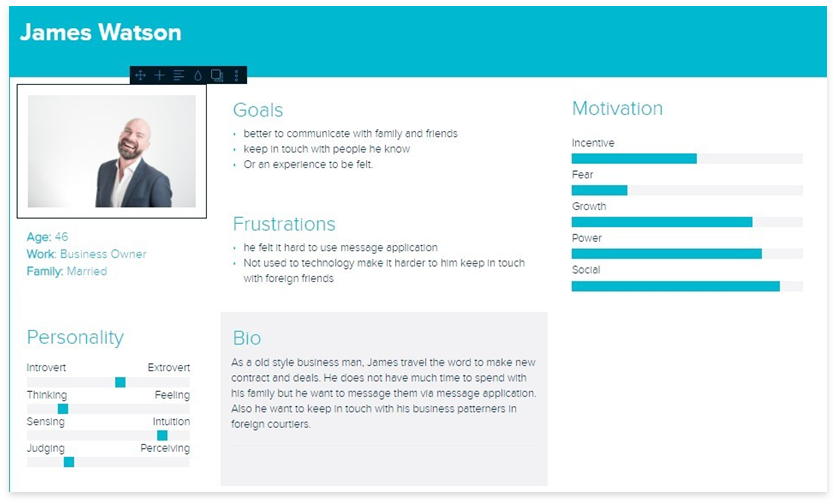 James Watson
Age: 46
Work: Business Owner
Family: Married
Personality
Introvert Extrovert
Thinking Feeling
Sensing Intuition
Judging Perceiving
Goals
better to communicate with family and friends
keep in touch with people he know
Or an experience to be felt.
Frustrations
he felt it hard to use message application
Not used to technology make it harder to him keep in touch
with foreign friends
Bio
As a old style business man, James travel the word to make new
contract and deals. He does not have much time to spend with
his family but he want to message them via message application.
Also he want to keep in touch with his business patterners in
foreign courtiers.
Motivation
Incentive
Fear
Growth
Power
Social